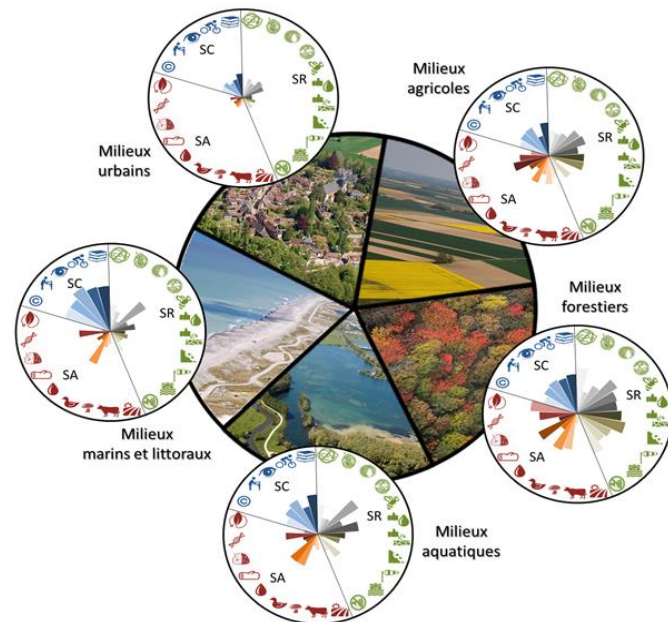 SC
SR
SA
Milieux
urbains
Milieux
agricoles
SC
SR
SA
SC
SR
SA
Milieux
marins et littoraux
Milieux
forestiers
SC
SR
SA
SC
SR
SA
Milieux
aquatiques